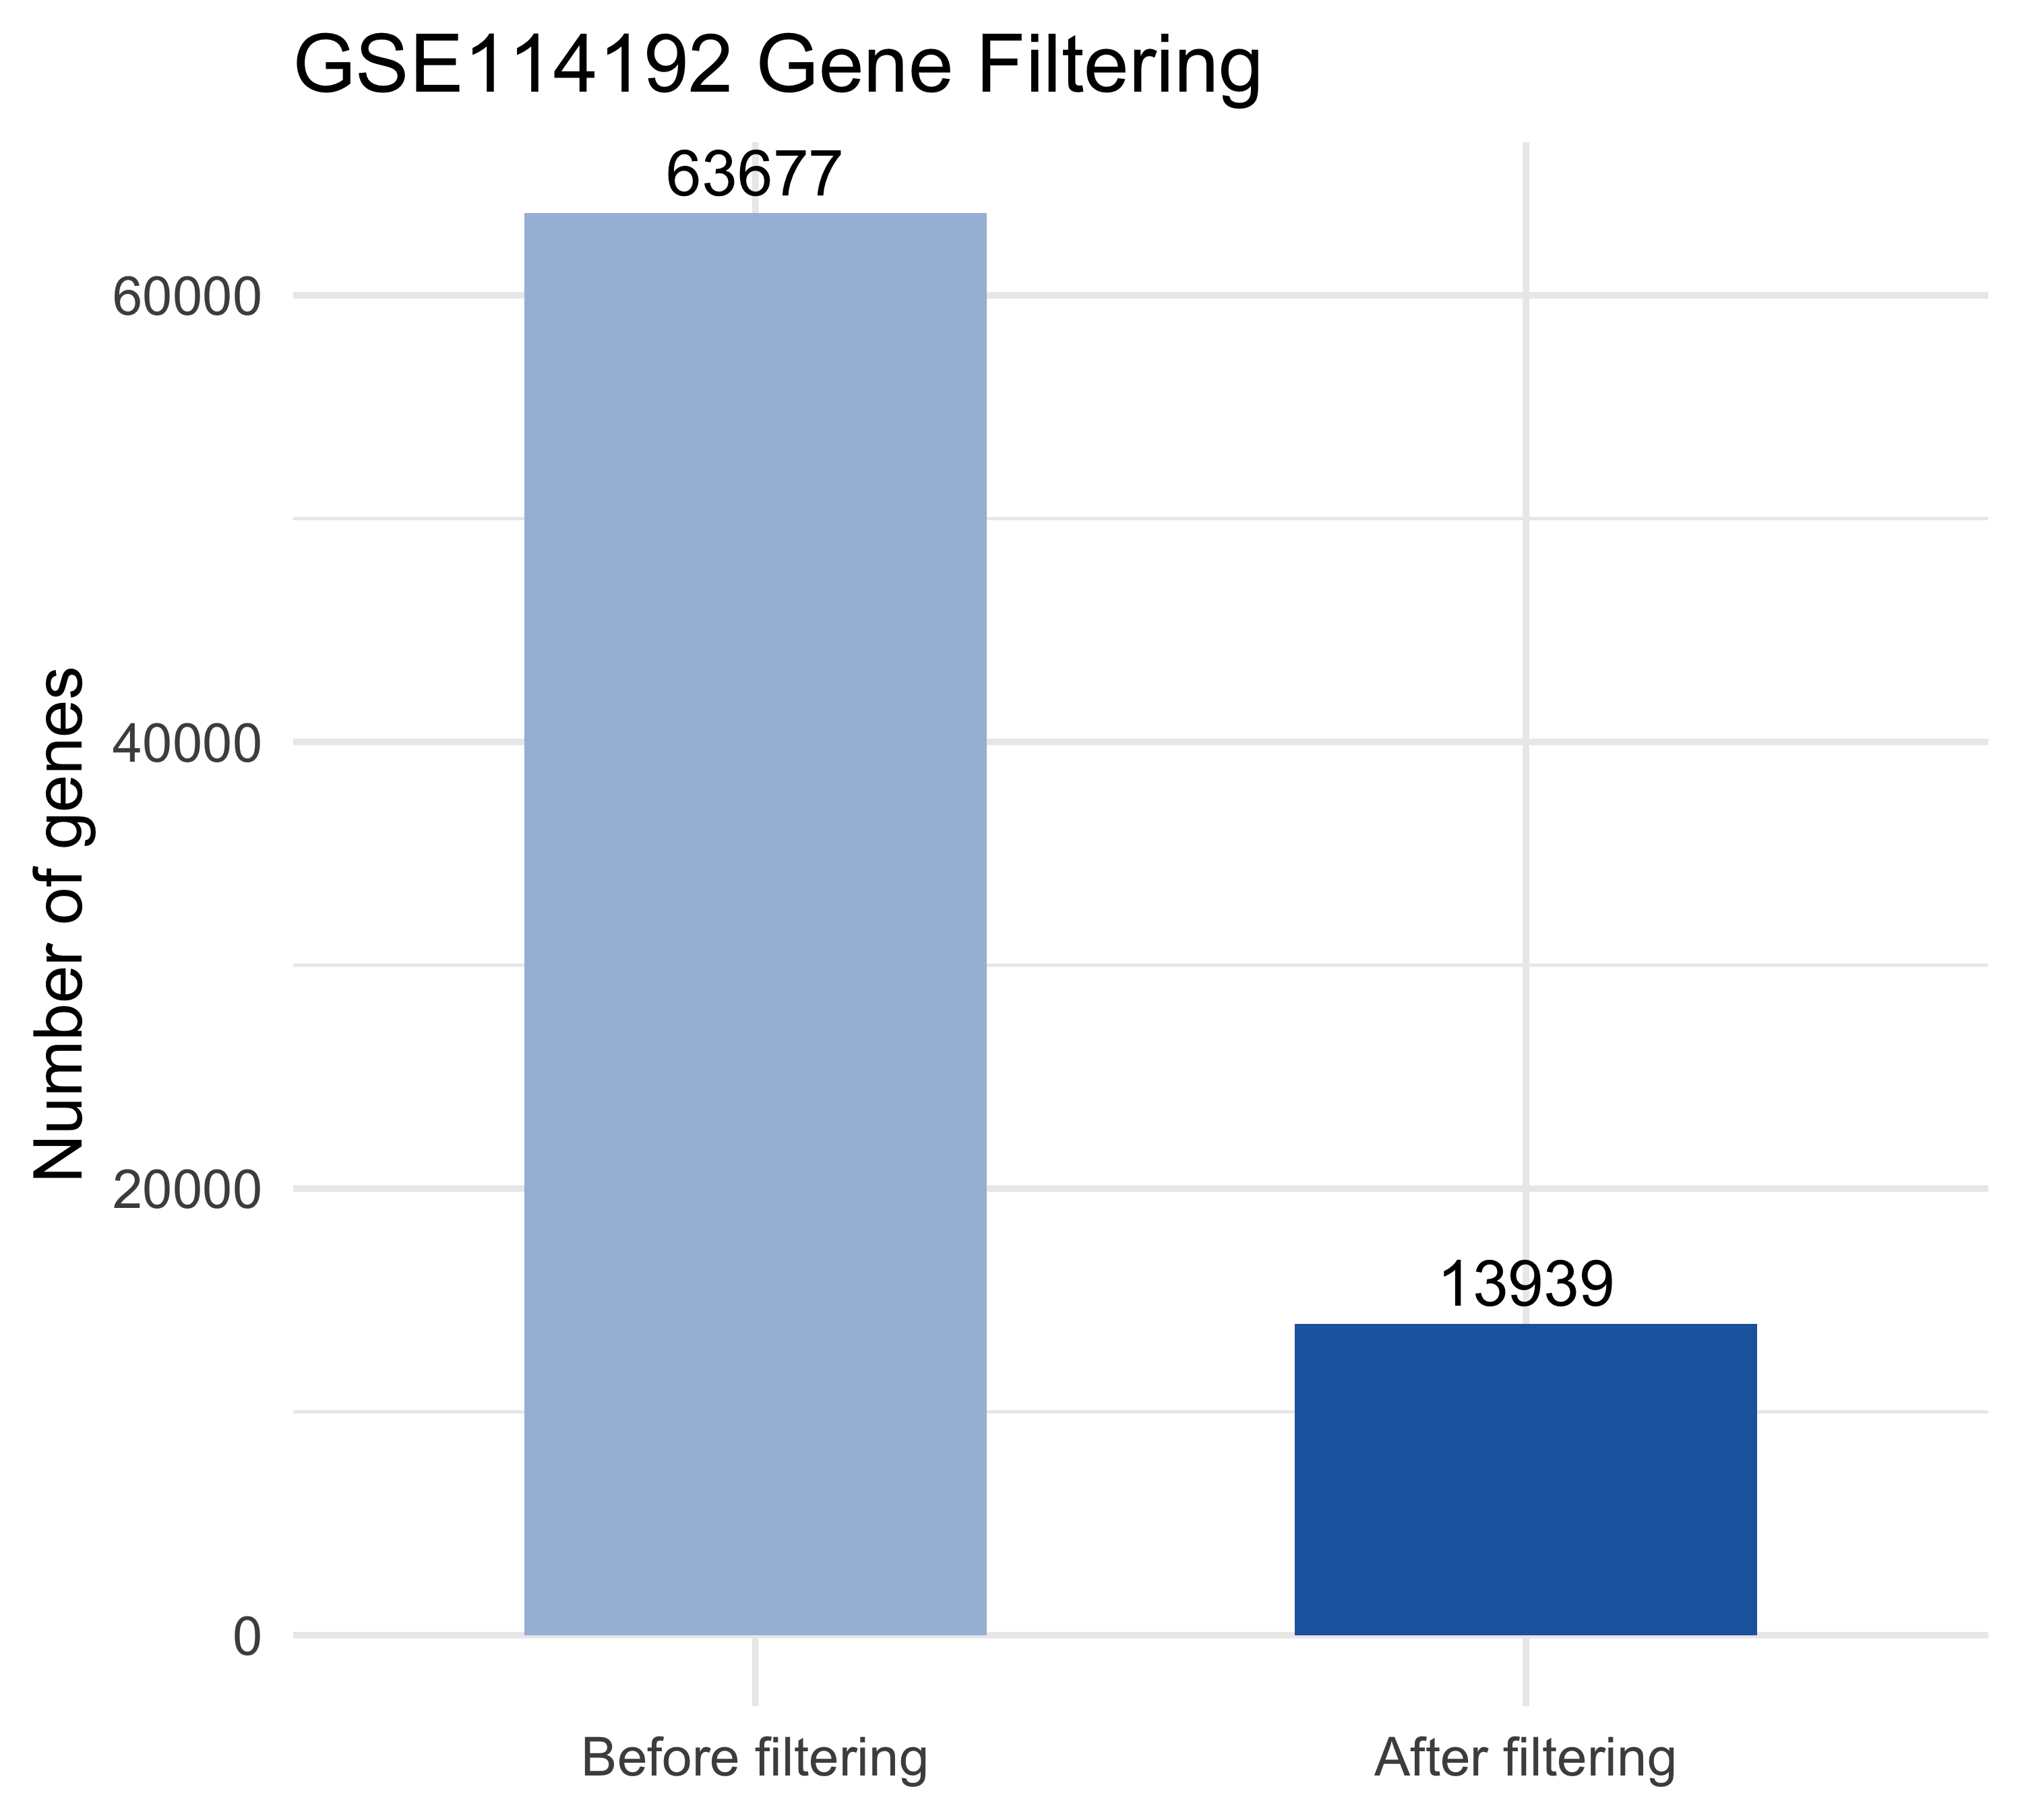 GSE114192 Gene Filtering
63677
60000
40000
20000
0
Number of genes
13939
Before filtering
After filtering